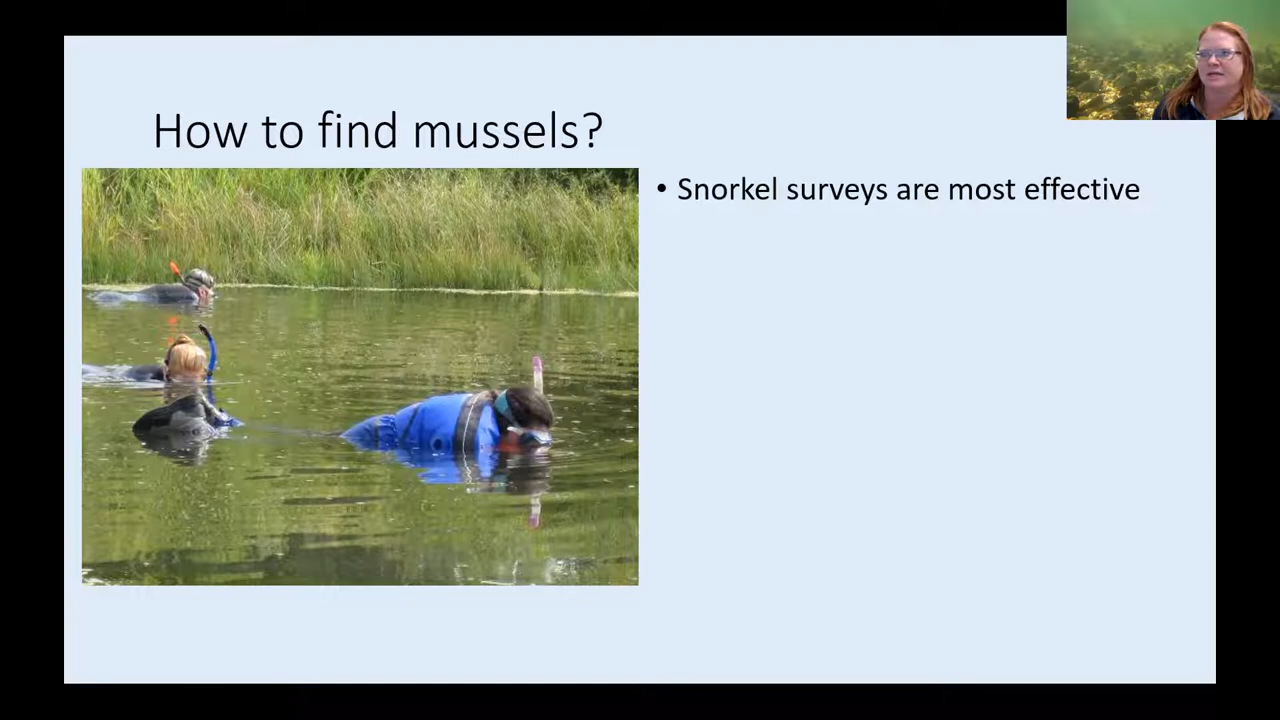 How to find mussels?
• Snorkel surveys are most effective